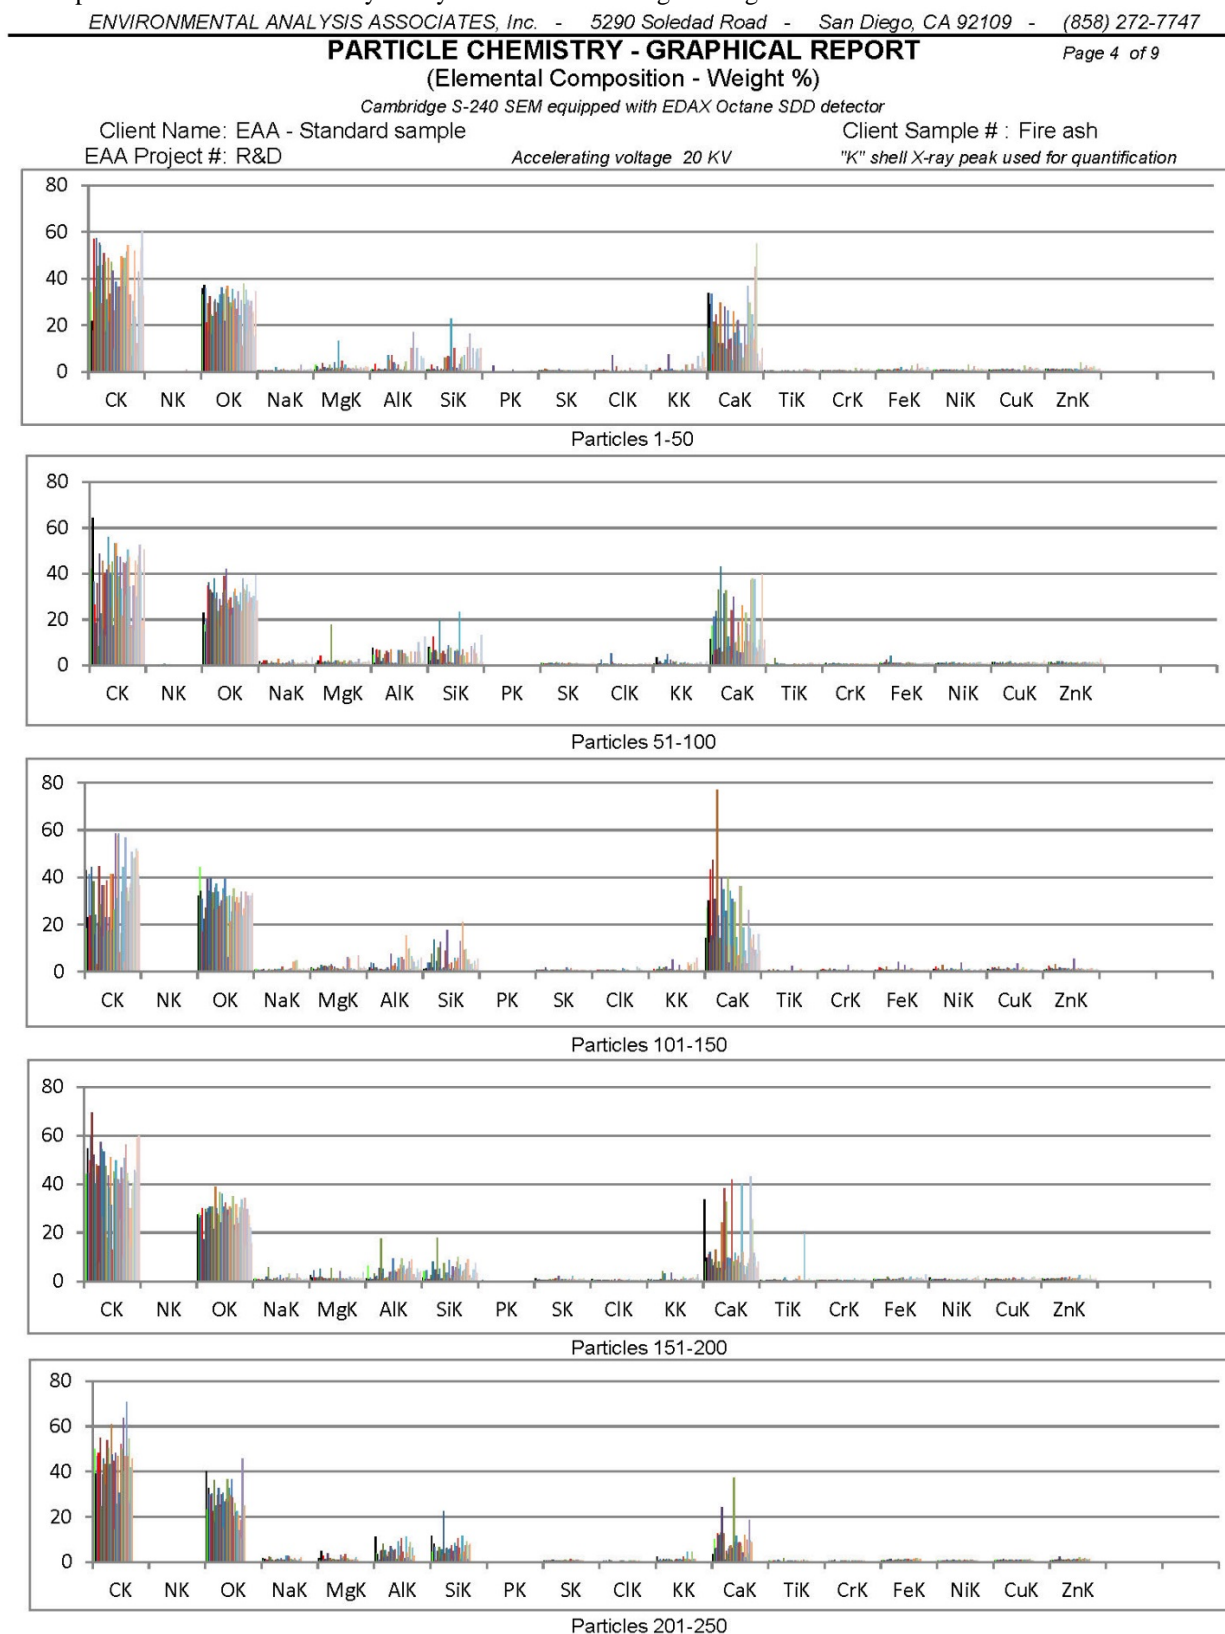 ENVIRONMENTAL ANALYSIS ASSOCIATES, Inc. - 5290 Soledad Road - San Diego, CA 92109 - (858) 272-7747
PARTICLE CHEMISTRY - GRAPHICAL REPORT Page 4 of 9
(Elemental Composition - Weight %)
Cambridge S-240 SEM equipped with EDAX Octane SDD detector
Client Name: EAA - Standard sample Client Sample # : Fire ash
EAA Project #: R&D Accelerating voltage 20 KV "K" shell X-ray peak used for quantification
80
60
40
20
0
CK NK OK NaK MgK AlK SiK PK SK ClK KK CaK TiK CrK FeK NiK CuK ZnK
Particles 1-50
80
60
40
20
0
CK NK OK NaK MgK AlK SiK PK SK ClK KK CaK TiK CrK FeK NiK CuK ZnK
Particles 51-100
80
60
40
20
0
CK NK OK NaK MgK AlK SiK PK SK ClK KK CaK TiK CrK FeK NiK CuK ZnK
Particles 101-150
80
60
40
20
0
CK NK OK NaK MgK AlK SiK PK SK ClK KK CaK TiK CrK FeK NiK CuK ZnK
Particles 151-200
80
60
40
20
0
CK NK OK NaK MgK AlK SiK PK SK ClK KK CaK TiK CrK FeK NiK CuK ZnK
Particles 201-250